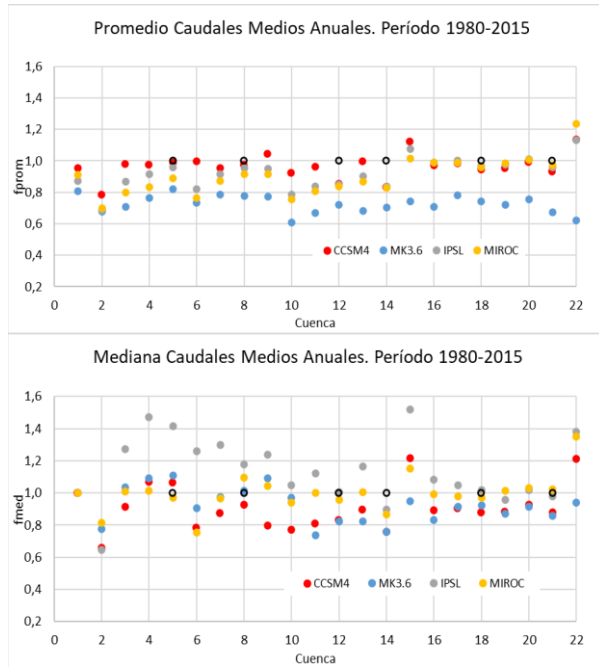 Promedio Caudales Medios Anuales. Período 1980-2015
1,6
1,4
1,2
1,0
0,8
0,6
0,4
0,2
fprom
CCSM4 MK3.6 IPSL MIROC
0 2 4 6 8 10 12 14 16 18 20 22
Cuenca
Mediana Caudales Medios Anuales. Período 1980-2015
1,6
1,4
1,2
1,0
0,8
0,6
0,4
0,2
fmed
CCSM4 MK3.6 IPSL MIROC
0 2 4 6 8 10 12 14 16 18 20 22
Cuenca